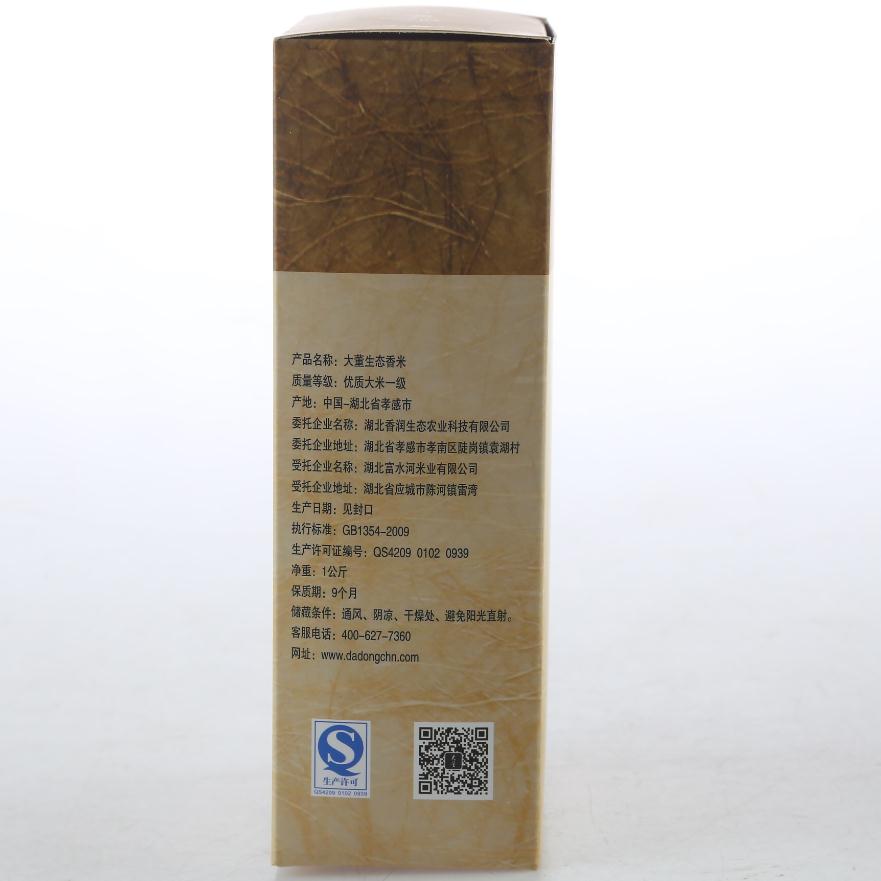 产品名称：大董生态香米
质量等级：优质大米一级
产地：中国-湖北省孝感市
委托企业名称：湖北香润生态农业科技有限公司
委托企业地址：湖北省孝感市孝南区陡岗镇袁湖村
受托企业名称：湖北富水河米业有限公司
受托企业地址：湖北省应城市陈河镇雷湾
生产日期：见封口
执行标准：GB1354-2009
生产许可证编号：QS4209 0102 0939
净重：1公斤
保质期：9个月
储藏条件：通风、阴凉、干燥处、避免阳光直射。
客服电话：400-627-7360
网址：www.dadongchn.com
生产许可
QS4209 0102 0939